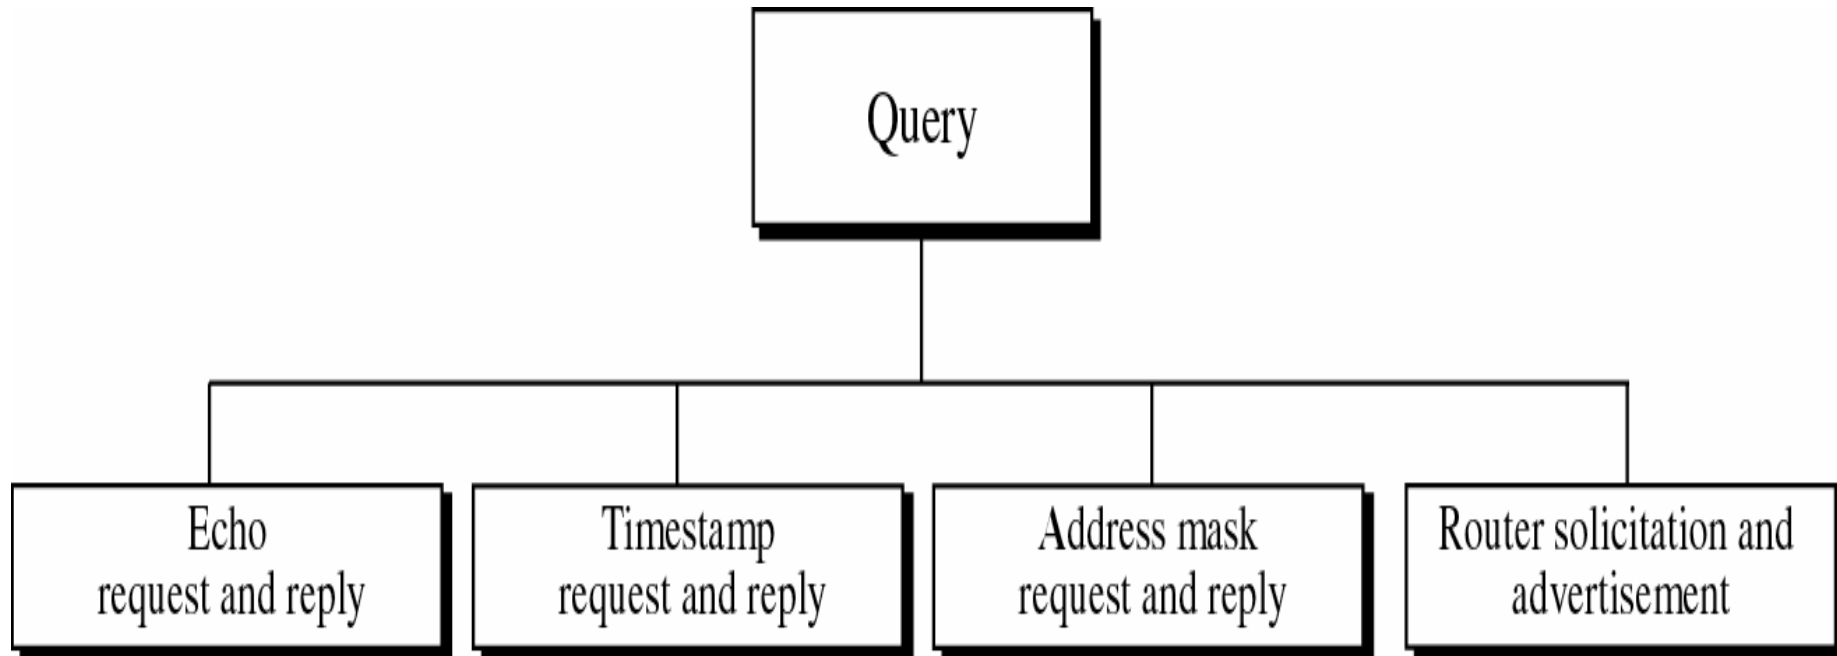 Query
Echo
request and reply
Timestamp
request and reply
Address mask
request and reply
Router solicitation and
advertisement